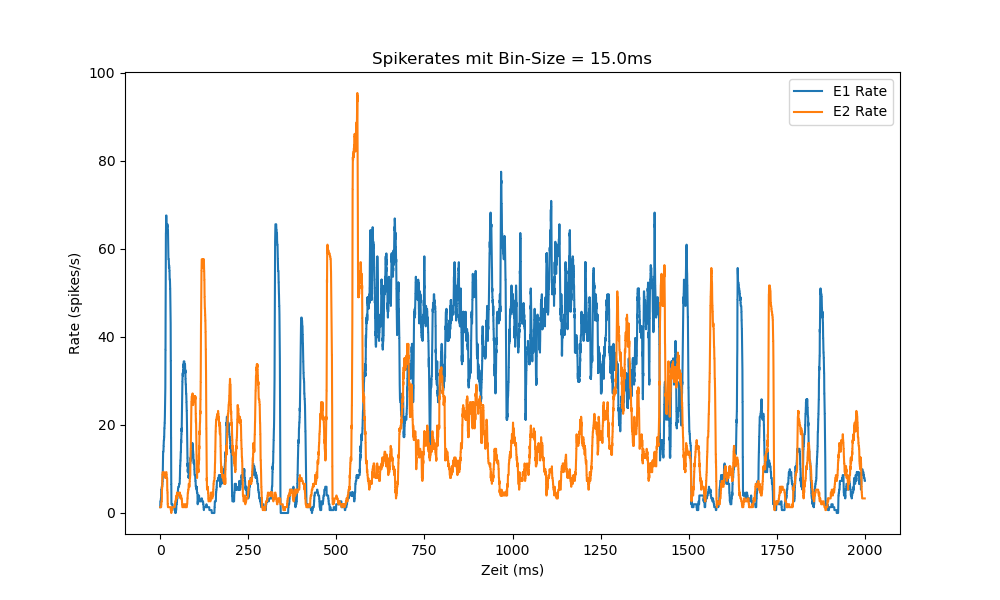 Spikerates mit Bin-Size = 15.0ms
E1 Rate
E2 Rate
Rate (spikes/s)
100
80
60
40
20
0
0 250 500 750 1000 1250 1500 1750 2000
Zeit (ms)